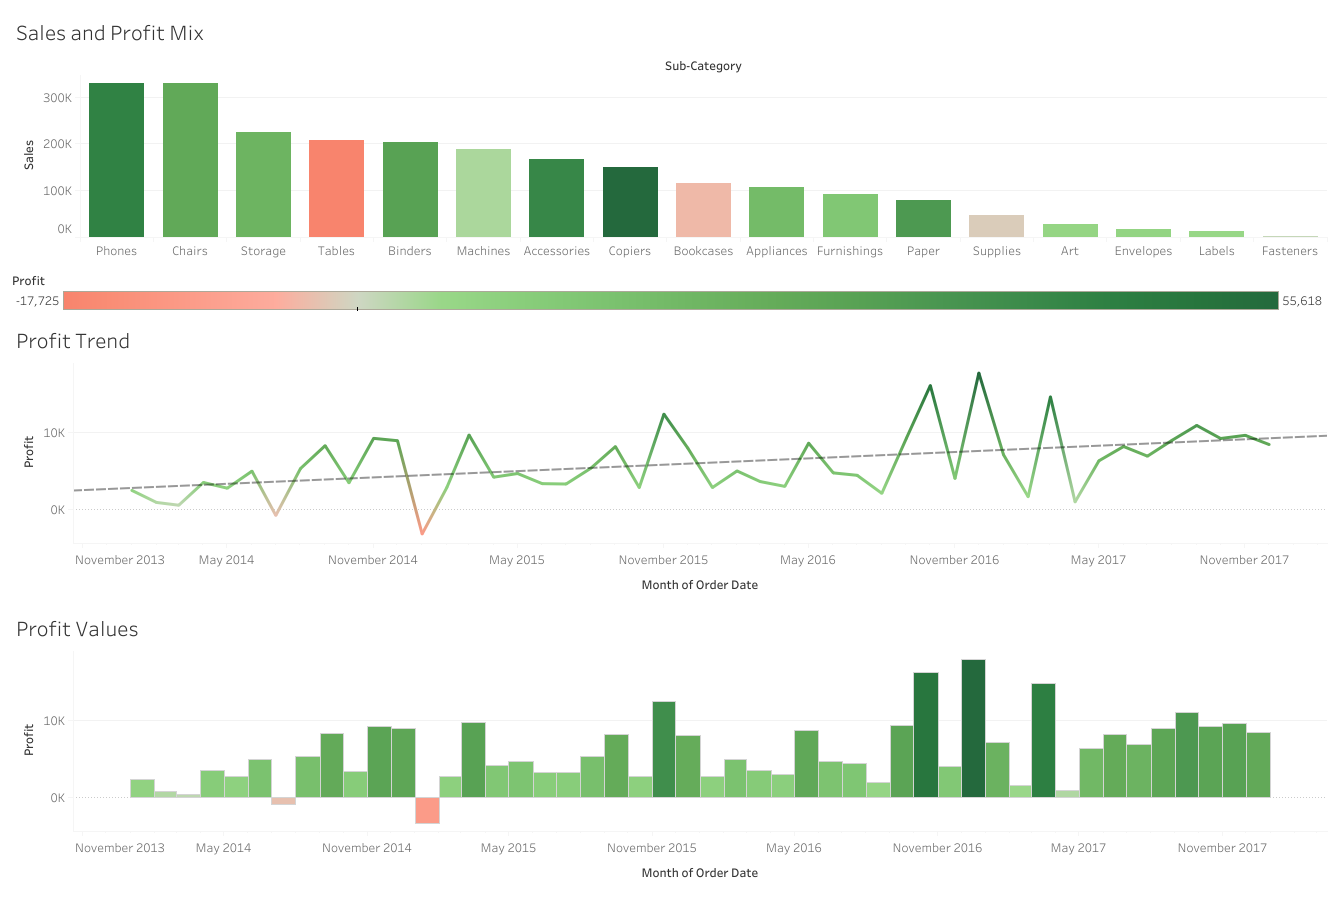 Sales and Profit Mix
Sub-Category
Sales
300K
200K
100K
0K
Phones Chairs Storage Tables Binders Machines Accessories Copiers Bookcases Appliances Furnishings Paper Supplies Art Envelopes Labels Fasteners
Profit
-17,725 55,618
Profit Trend
Profit
10K
0K
November 2013 May 2014 November 2014 May 2015 November 2015 May 2016 November 2016 May 2017 November 2017
Month of Order Date
Profit Values
Profit
10K
0K
November 2013 May 2014 November 2014 May 2015 November 2015 May 2016 November 2016 May 2017 November 2017
Month of Order Date